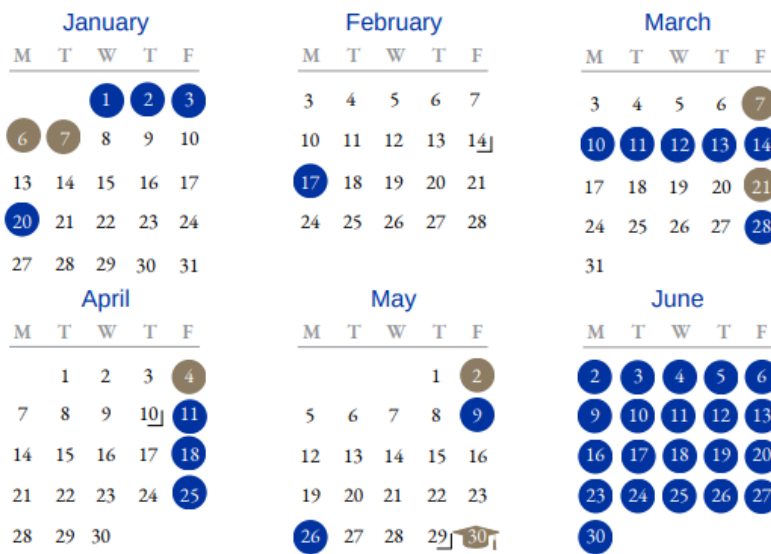 January
M T W T F
1 2 3
6 7 8 9 10
13 14 15 16 17
20 21 22 23 24
27 28 29 30 31
February
M T W T F
3 4 5 6 7
10 11 12 13 14
17 18 19 20 21
24 25 26 27 28
March
M T W T F
3 4 5 6 7
10 11 12 13 14
17 18 19 20 21
24 25 26 27 28
31
April
M T W T F
1 2 3 4
7 8 9 10 11
14 15 16 17 18
21 22 23 24 25
28 29 30
May
M T W T F
1 2
5 6 7 8 9
12 13 14 15 16
19 20 21 22 23
26 27 28 29 30
June
M T W T F
2 3 4 5 6
9 10 11 12 13
16 17 18 19 20
23 24 25 26 27
30